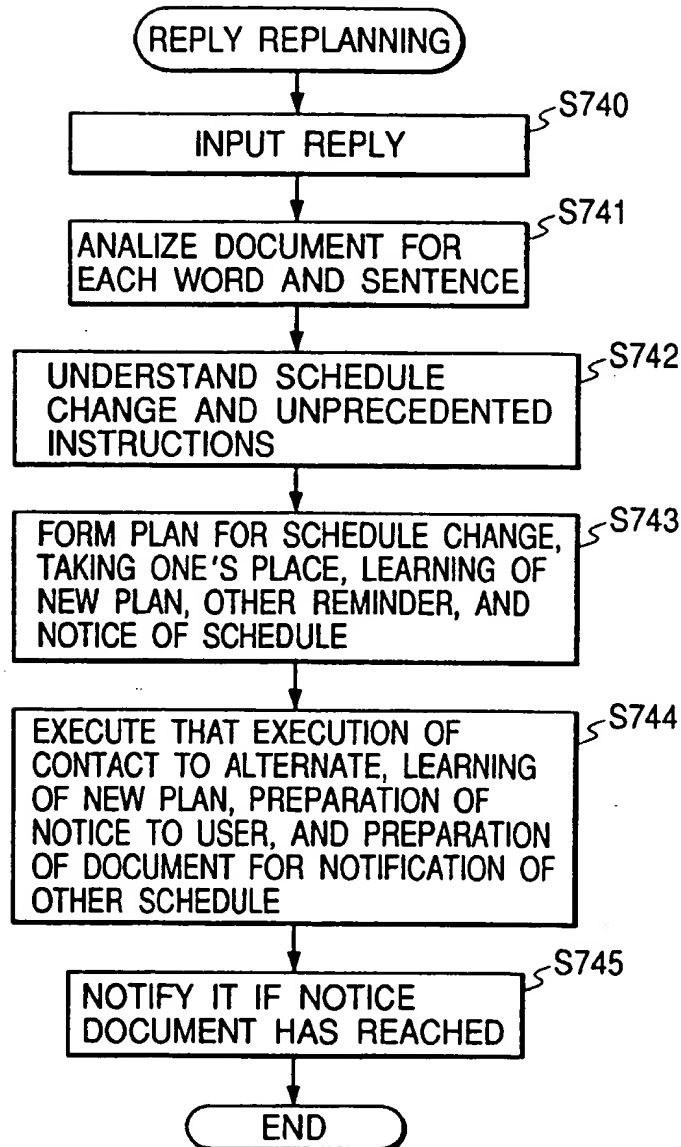 REPLY REPLANNING
S740
INPUT REPLY
S741
ANALIZE DOCUMENT FOR
EACH WORD AND SENTENCE
S742
UNDERSTAND SCHEDULE
CHANGE AND UNPRECEDENTED
INSTRUCTIONS
S743
FORM PLAN FOR SCHEDULE CHANGE,
TAKING ONE'S PLACE, LEARNING OF
NEW PLAN, OTHER REMINDER, AND
NOTICE OF SCHEDULE
S744
EXECUTE THAT EXECUTION OF
CONTACT TO ALTERNATE, LEARNING
OF NEW PLAN, PREPARATION OF
NOTICE TO USER, AND PREPARATION
OF DOCUMENT FOR NOTIFICATION OF
OTHER SCHEDULE
S745
NOTIFY IT IF NOTICE
DOCUMENT HAS REACHED
END